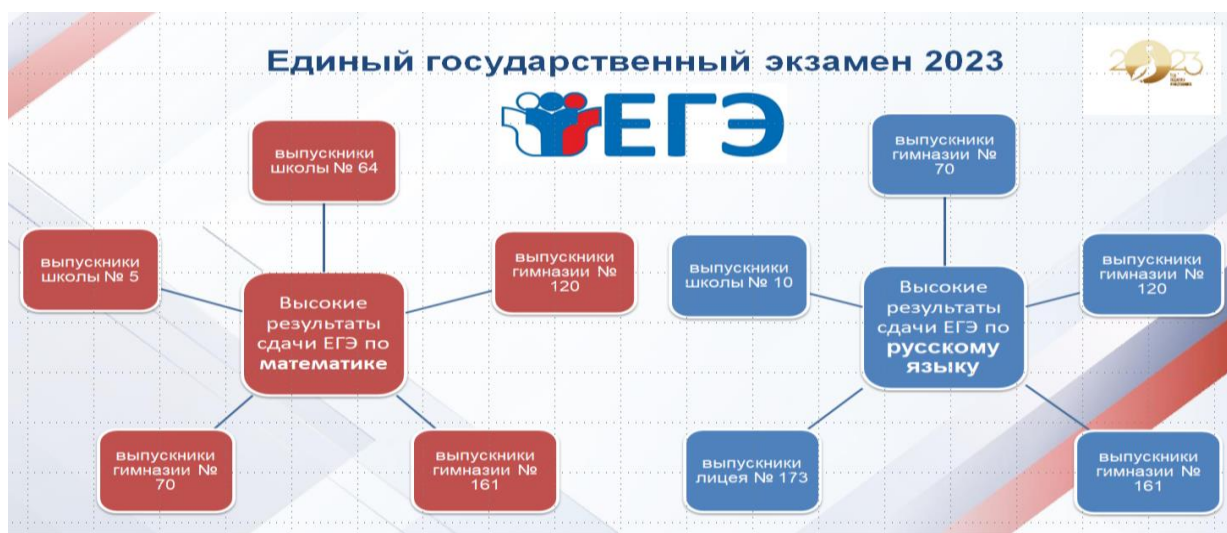 Единый государственный экзамен 2023
2023
ЕГЭ
выпускники
школы № 64
выпускники
школы № 5
выпускники
гимназии №
120
Высокие
результаты
сдачи ЕГЭ по
математике
выпускники
гимназии №
70
выпускники
гимназии №
161
выпускники
гимназии №
70
выпускники
школы № 10
выпускники
гимназии №
120
Высокие
результаты
сдачи ЕГЭ по
русскому
языку
выпускники
лицея № 173
выпускники
гимназии №
161